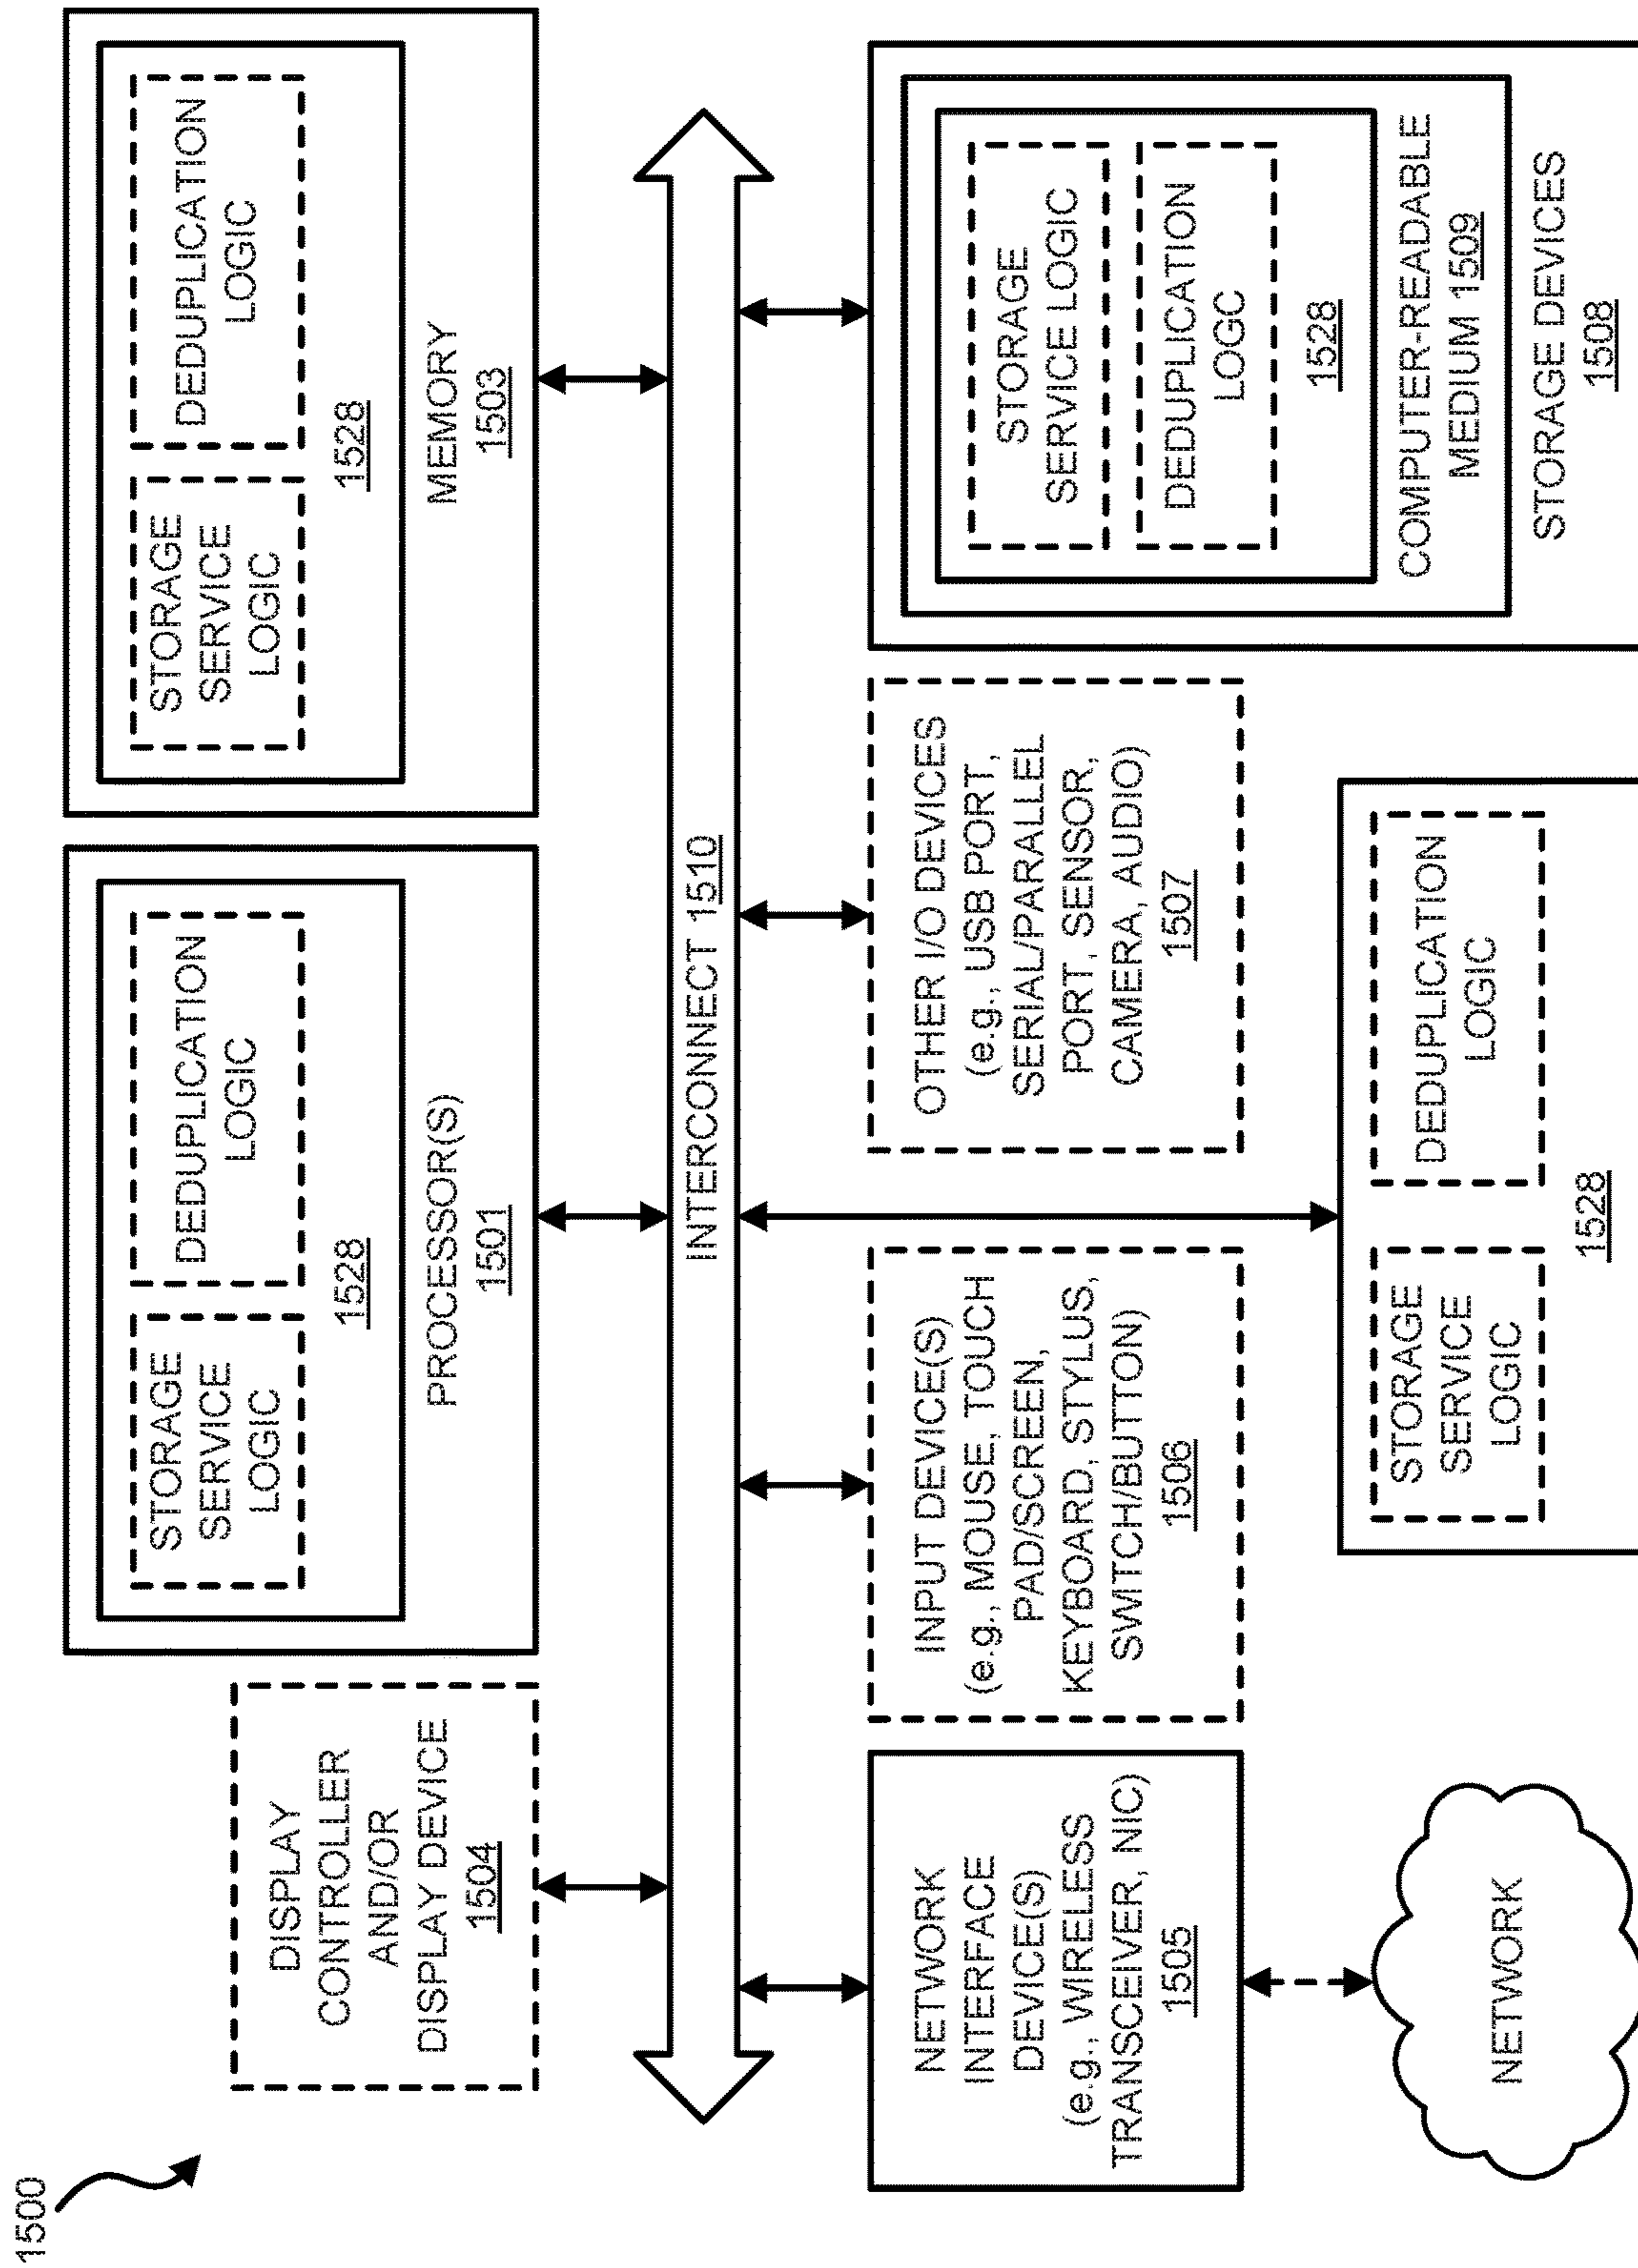 1500
DISPLAY
CONTROLLER
AND/OR
DISPLAY DEVICE
1504
STORAGE
SERVICE
LOGIC
DEDUPLICATION
LOGIC
1528
PROCESSOR(S)
1501
STORAGE
SERVICE
LOGIC
DEDUPLICATION
LOGIC
1528
MEMORY
1503
INTERCONNECT 1510
NETWORK
INTERFACE
DEVICE(S)
(e.g., WIRELESS
TRANSCEIVER, NIC)
1505
INPUT DEVICE(S)
(e.g., MOUSE, TOUCH
PAD/SCREEN,
KEYBOARD, STYLUS,
SWITCH/BUTTON)
1506
OTHER I/O DEVICES
(e.g., USB PORT,
SERIAL/PARALLEL
PORT, SENSOR,
CAMERA, AUDIO)
1507
STORAGE
SERVICE LOGIC
DEDUPLICATION
LOGC
1528
COMPUTER-READABLE
MEDIUM 1509
STORAGE DEVICES
1508
NETWORK
STORAGE
SERVICE
LOGIC
DEDUPLICATION
LOGIC
1528